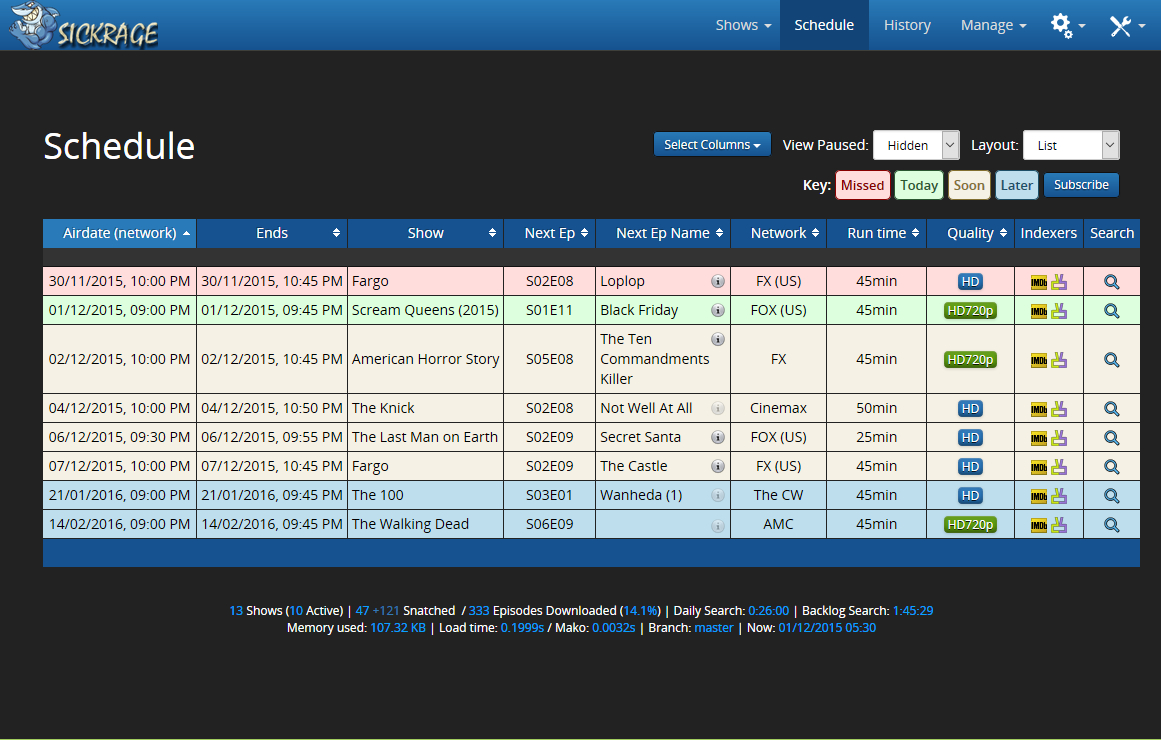 SICKRAGE Shows Schedule History Manage
Schedule
Select Columns View Paused: Hidden Layout: List
Key: Missed Today Soon Later Subscribe
Airdate (network) Ends Show Next Ep Next Ep Name Network Run time Quality Indexers Search
30/11/2015, 10:00 PM 30/11/2015, 10:45 PM Fargo S02E08 Loplop FX (US) 45min HD IMDb
01/12/2015, 09:00 PM 01/12/2015, 09:45 PM Scream Queens (2015) S01E11 Black Friday FOX (US) 45min HD720p IMDb
02/12/2015, 10:00 PM 02/12/2015, 10:45 PM American Horror Story S05E08 The Ten
Commandments
Killer FX 45min HD720p IMDb
04/12/2015, 10:00 PM 04/12/2015, 10:50 PM The Knick S02E08 Not Well At All Cinemax 50min HD IMDb
06/12/2015, 09:30 PM 06/12/2015, 09:55 PM The Last Man on Earth S02E09 Secret Santa FOX (US) 25min HD IMDb
07/12/2015, 10:00 PM 07/12/2015, 10:45 PM Fargo S02E09 The Castle FX (US) 45min HD IMDb
21/01/2016, 09:00 PM 21/01/2016, 09:45 PM The 100 S03E01 Wanheda (1) The CW 45min HD IMDb
14/02/2016, 09:00 PM 14/02/2016, 09:45 PM The Walking Dead S06E09 AMC 45min HD720p IMDb
13 Shows (10 Active) | 47 +121 Snatched / 333 Episodes Downloaded (14.1%) | Daily Search: 0:26:00 | Backlog Search: 1:45:29
Memory used: 107.32 KB | Load time: 0.1999s / Mako: 0.0032s | Branch: master | Now: 01/12/2015 05:30